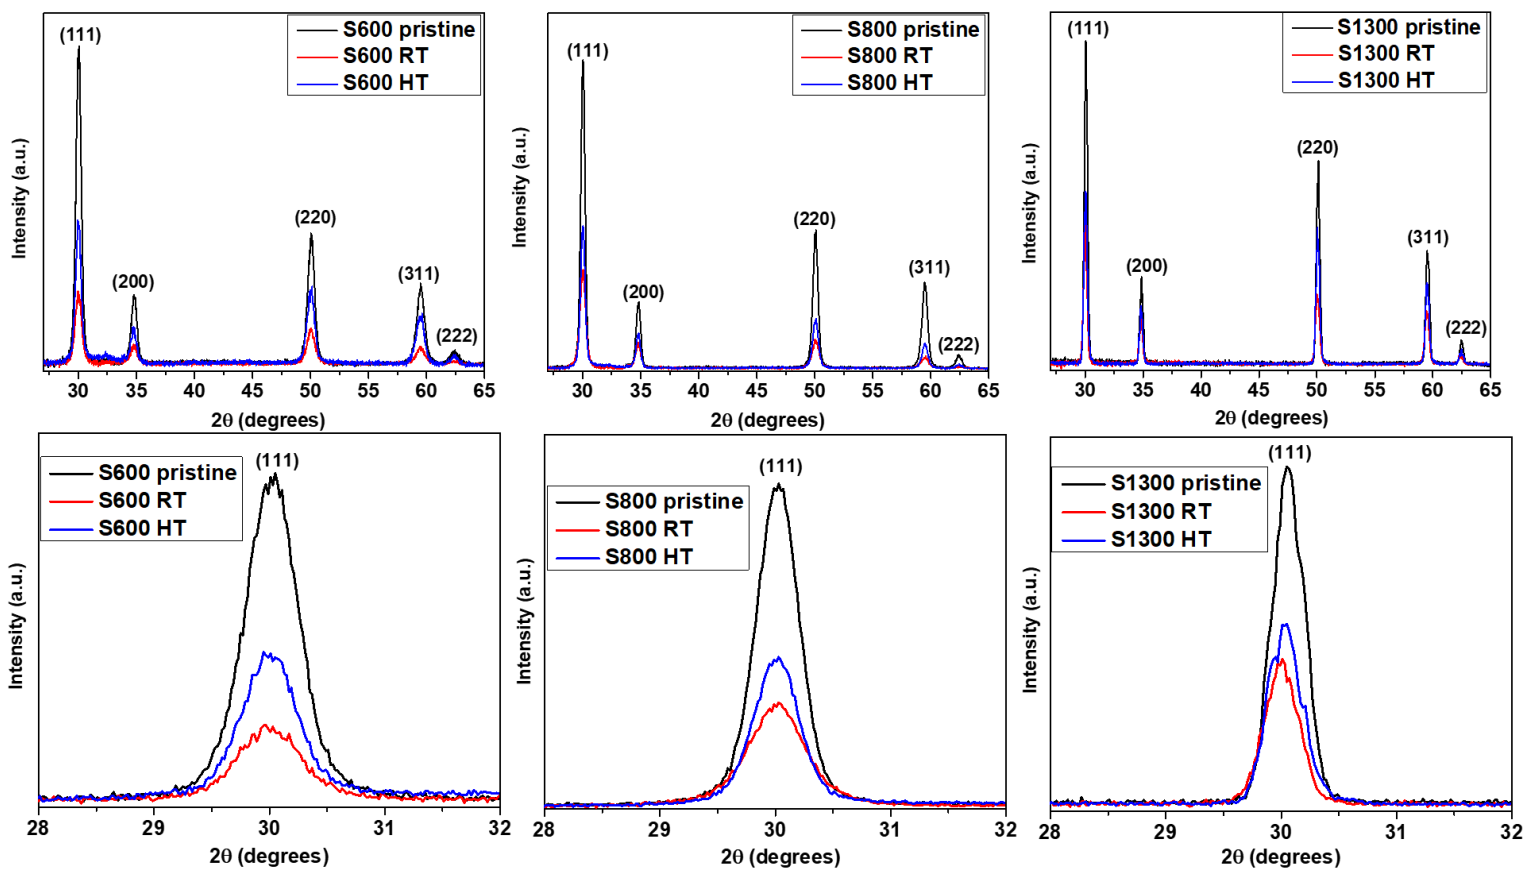 (111)
S600 pristine
S600 RT
S600 HT
(200)
(220)
(311)
(222)
Intensity (a.u.)
30 35 40 45 50 55 60 65
2θ (degrees)
(111)
S800 pristine
S800 RT
S800 HT
(200)
(220)
(311)
(222)
Intensity (a.u.)
30 35 40 45 50 55 60 65
2θ (degrees)
(111)
S1300 pristine
S1300 RT
S1300 HT
(200)
(220)
(311)
(222)
Intensity (a.u.)
30 35 40 45 50 55 60 65
2θ (degrees)
(111)
S600 pristine
S600 RT
S600 HT
Intensity (a.u.)
28 29 30 31 32
2θ (degrees)
(111)
S800 pristine
S800 RT
S800 HT
Intensity (a.u.)
28 29 30 31 32
2θ (degrees)
(111)
S1300 pristine
S1300 RT
S1300 HT
Intensity (a.u.)
28 29 30 31 32
2θ (degrees)